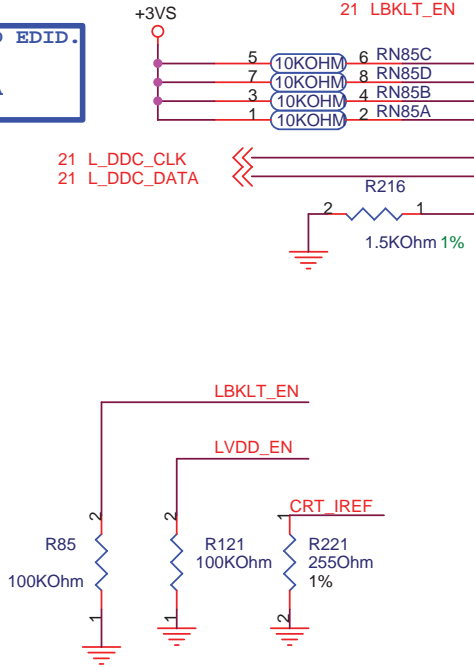 +3VS
21 LBKLT_EN
EDID.
5 10KOHM 6 RN85C
7 10KOHM 8 RN85D
3 10KOHM 4 RN85B
1 10KOHM 2 RN85A
21 L_DDC_CLK
21 L_DDC_DATA
R216
2 1
1.5KOhm 1%
LBKLT_EN
LVDD_EN
CRT_IREF
2 2 1
R85 R121 R221
100KOhm 100KOhm 255Ohm
1%
1 1 2